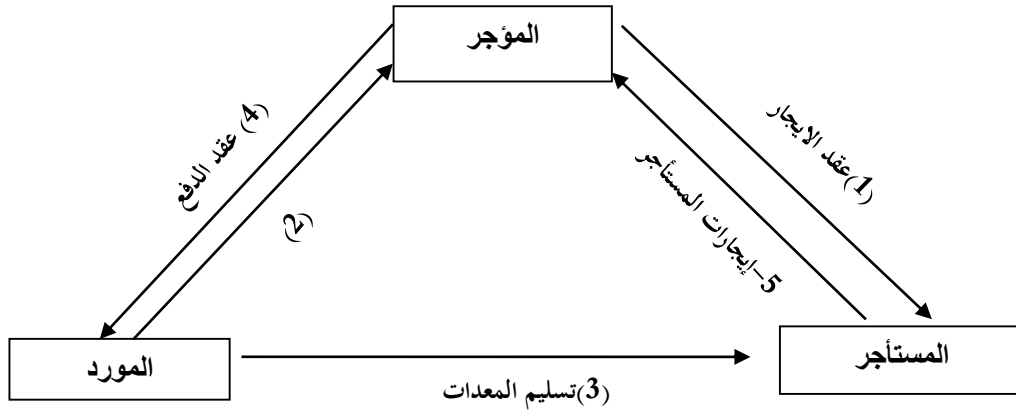 المؤجر
(4) عقد الدفع
(2)
(1)عقد الايجار
5-إيجارات المستأجر
المورد
المستأجر
(3)تسليم المعدات